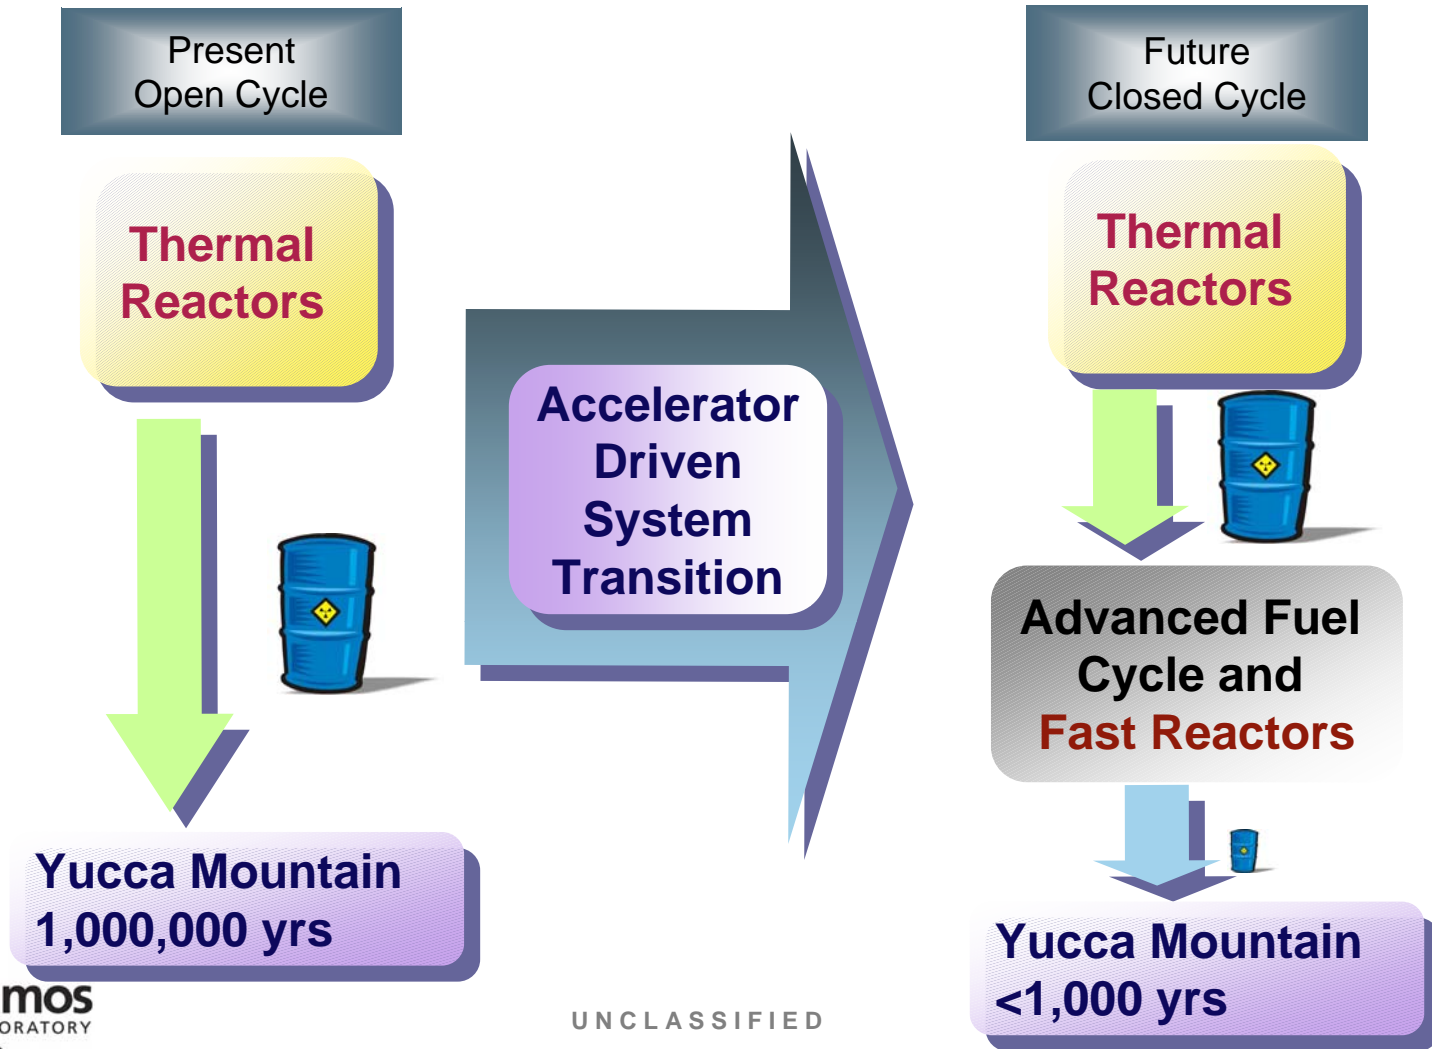 Present
Open Cycle
Thermal
Reactors
Yucca Mountain
1,000,000 yrs
Accelerator
Driven
System
Transition
Future
Closed Cycle
Thermal
Reactors
Advanced Fuel
Cycle and
Fast Reactors
Yucca Mountain
<1,000 yrs
mos
ORATORY
UNCLASSIFIED